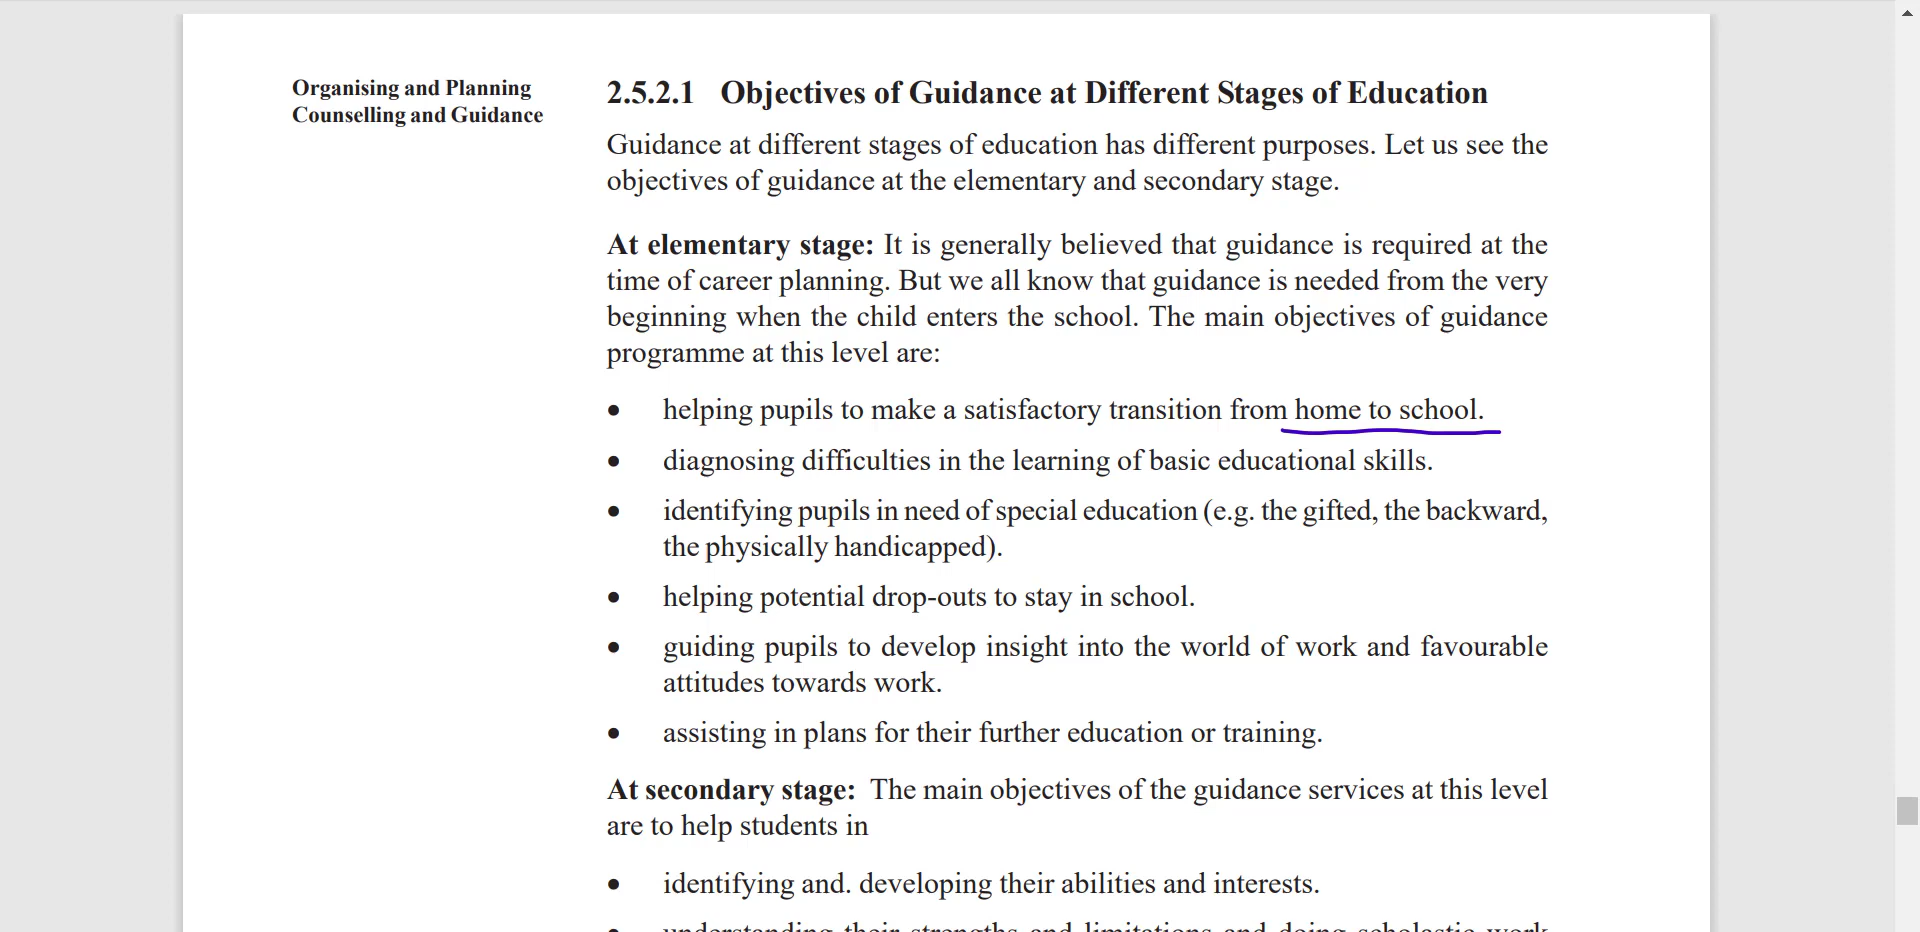 Organising and Planning
Counselling and Guidance
2.5.2.1 Objectives of Guidance at Different Stages of Education
Guidance at different stages of education has different purposes. Let us see the
objectives of guidance at the elementary and secondary stage.
At elementary stage: It is generally believed that guidance is required at the
time of career planning. But we all know that guidance is needed from the very
beginning when the child enters the school. The main objectives of guidance
programme at this level are:
• helping pupils to make a satisfactory transition from home to school.
• diagnosing difficulties in the learning of basic educational skills.
• identifying pupils in need of special education (e.g. the gifted, the backward,
the physically handicapped).
• helping potential drop-outs to stay in school.
• guiding pupils to develop insight into the world of work and favourable
attitudes towards work.
• assisting in plans for their further education or training.
At secondary stage: The main objectives of the guidance services at this level
are to help students in
• identifying and. developing their abilities and interests.
• understanding their strengths and limitations and doing scholastic work